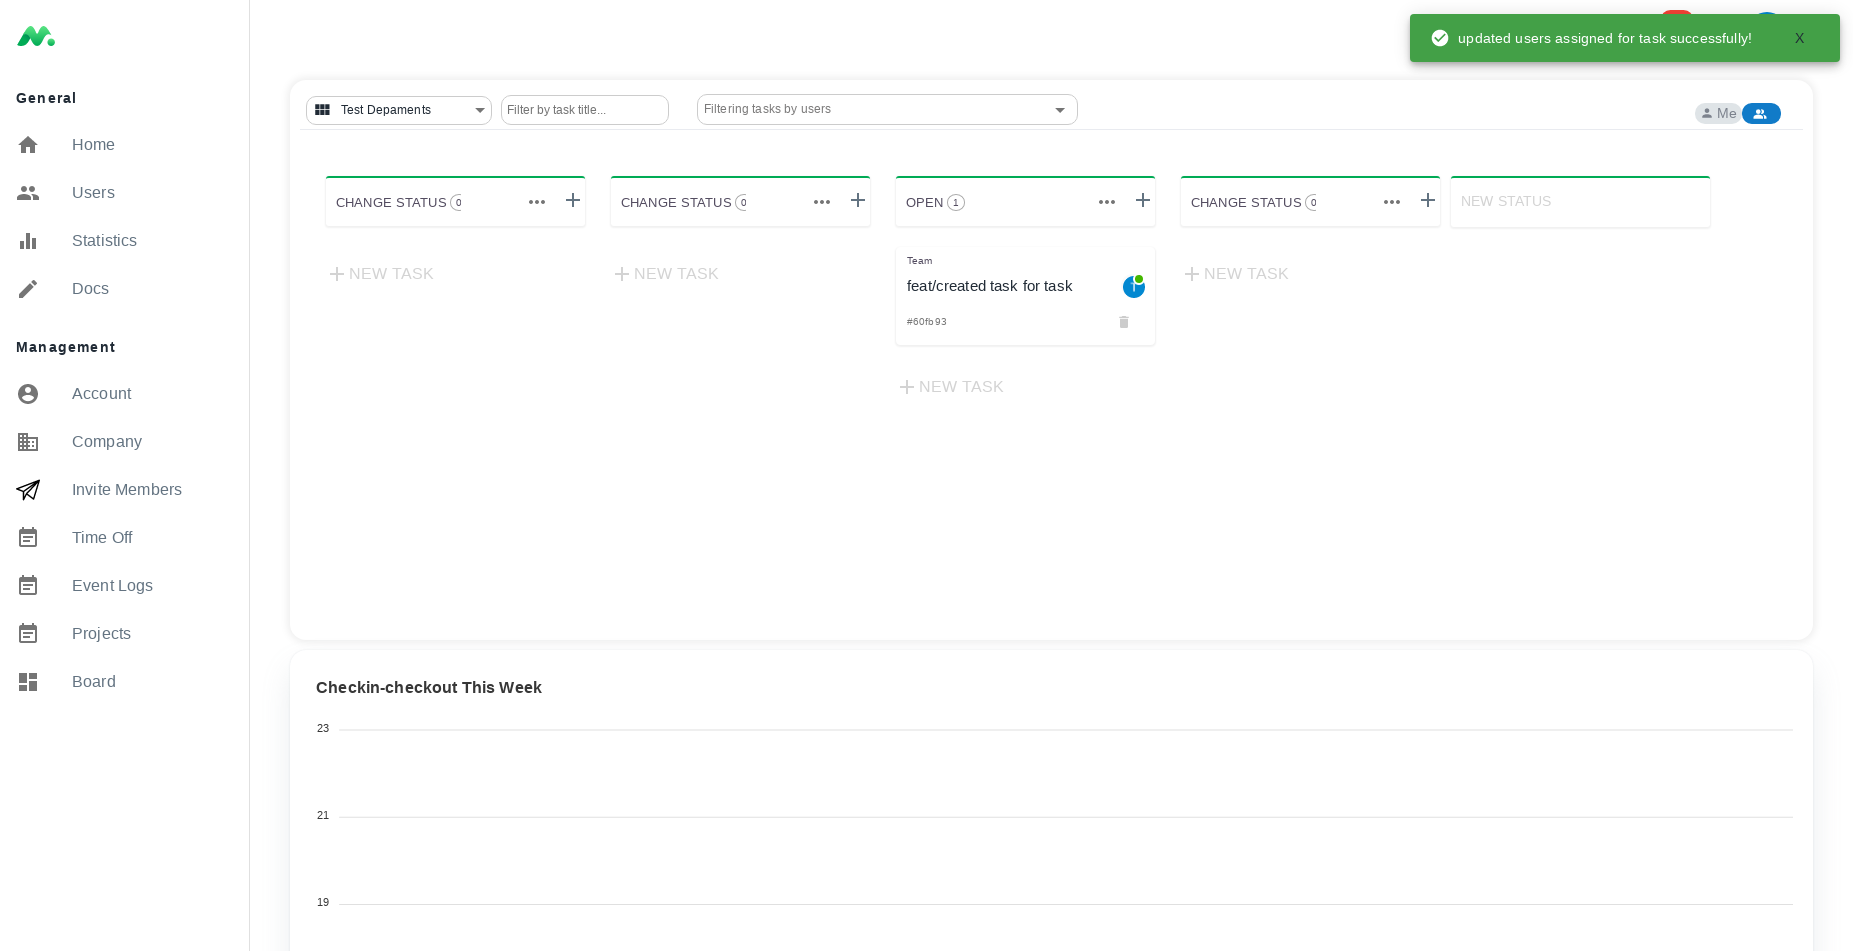 updated users assigned for task successfully!
X
General
Home
Users
Statistics
Docs
Management
Account
Company
Invite Members
Time Off
Event Logs
Projects
Board
Test Depaments
Filter by task title...
Filtering tasks by users
Me
CHANGE STATUS 0
CHANGE STATUS 0
OPEN 1
CHANGE STATUS 0
NEW STATUS
NEW TASK
NEW TASK
Team
feat/created task for task
T
#60fb93
NEW TASK
NEW TASK
Checkin-checkout This Week
23
21
19